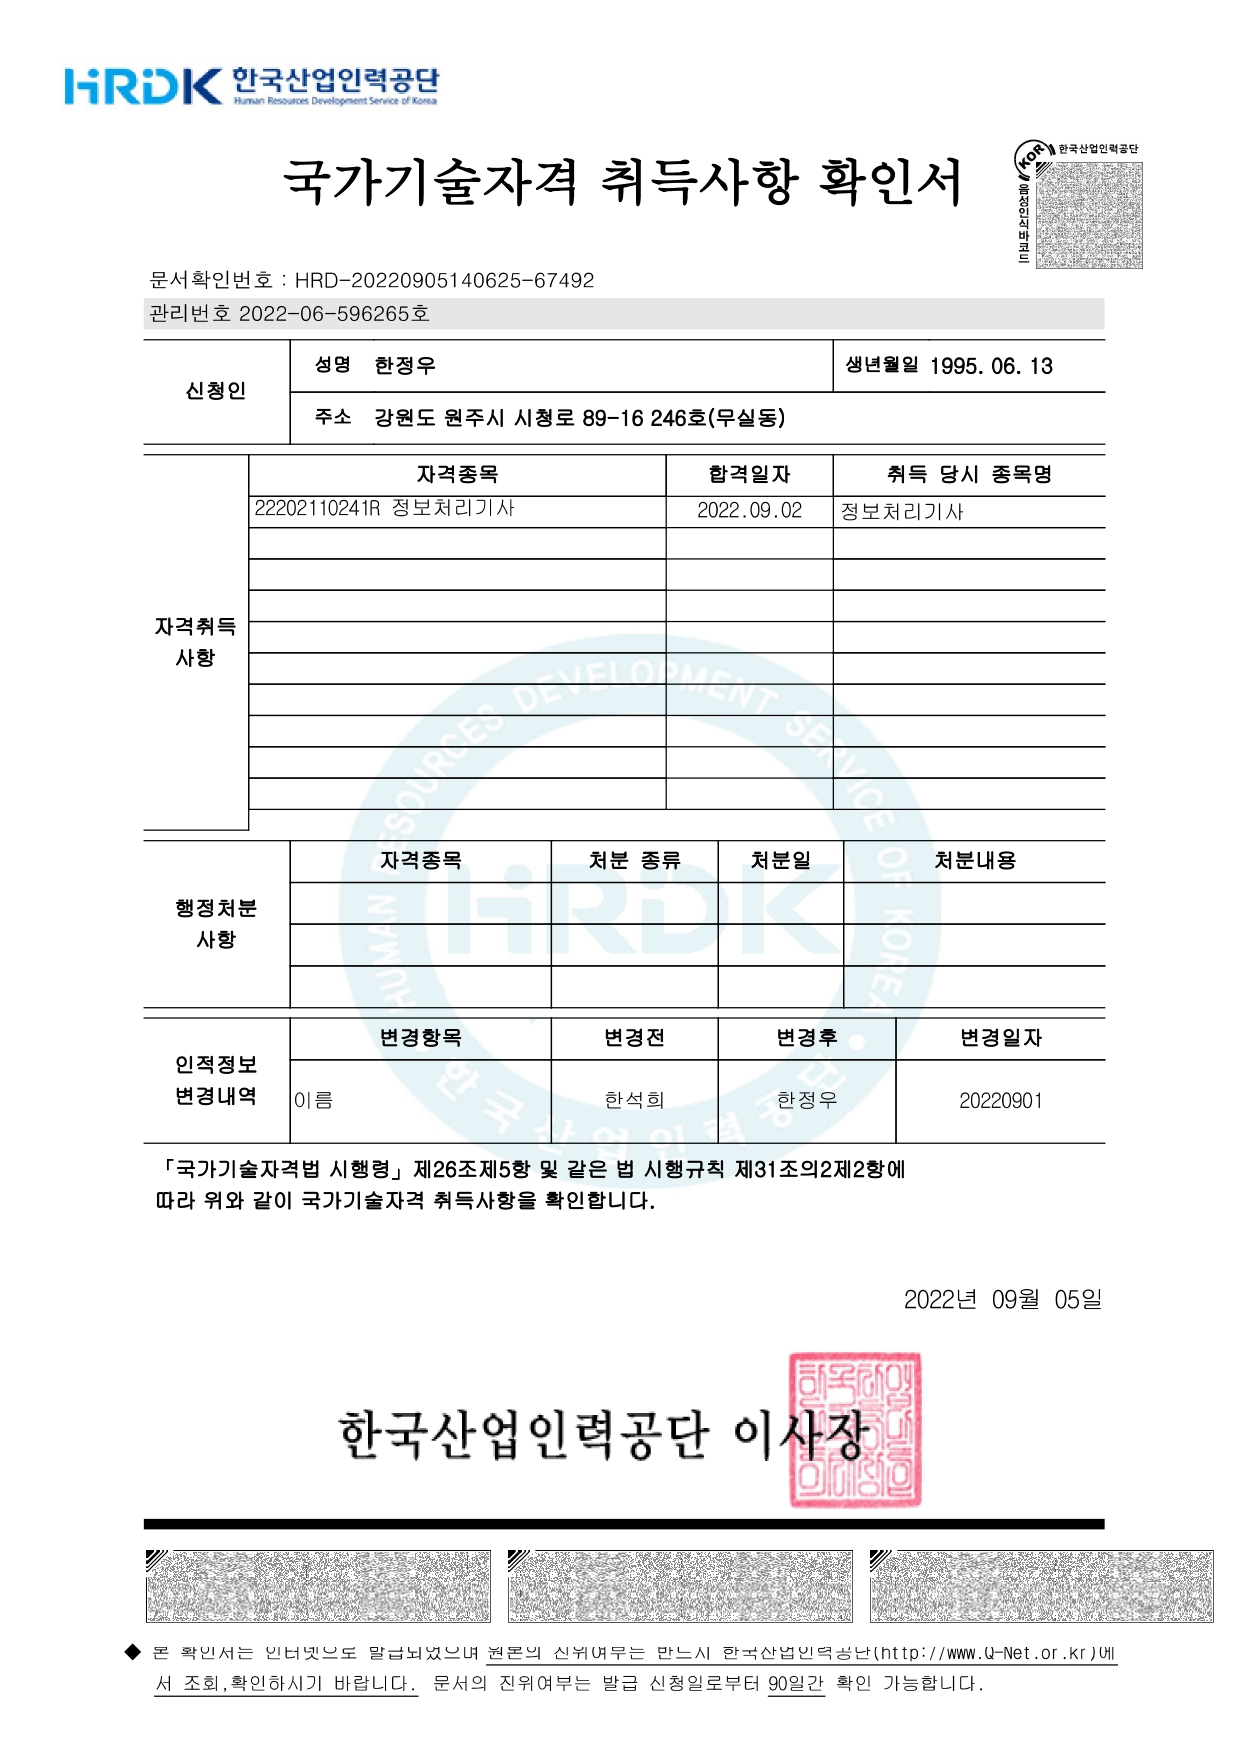 HRDK 한국산업인력공단
Human Resources Development Service of Korea
국가기술자격 취득사항 확인서
KOR 한국산업인력공단
음성인식바코드
문서확인번호 : HRD-20220905140625-67492
관리번호 2022-06-596265호
신청인
성명 한정우 생년월일 1995. 06. 13
주소 강원도 원주시 시청로 89-16 246호(무실동)
자격취득
사항
자격종목 합격일자 취득 당시 종목명
22202110241R 정보처리기사 2022.09.02 정보처리기사
행정처분
사항
자격종목 처분 종류 처분일 처분내용
인적정보
변경내역
변경항목 변경전 변경후 변경일자
이름 한석희 한정우 20220901
HUMAN RESOURCES DEVELOPMENT SERVICE OF KOREA
HRDK
한국산업인력공단
「국가기술자격법 시행령」제26조제5항 및 같은 법 시행규칙 제31조의2제2항에
따라 위와 같이 국가기술자격 취득사항을 확인합니다.
2022년 09월 05일
한국산업인력공단 이사장
◆ 본 확인서는 인터넷으로 발급되었으며 원본의 진위여부는 반드시 한국산업인력공단(http://www.Q-Net.or.kr)에
서 조회,확인하시기 바랍니다. 문서의 진위여부는 발급 신청일로부터 90일간 확인 가능합니다.